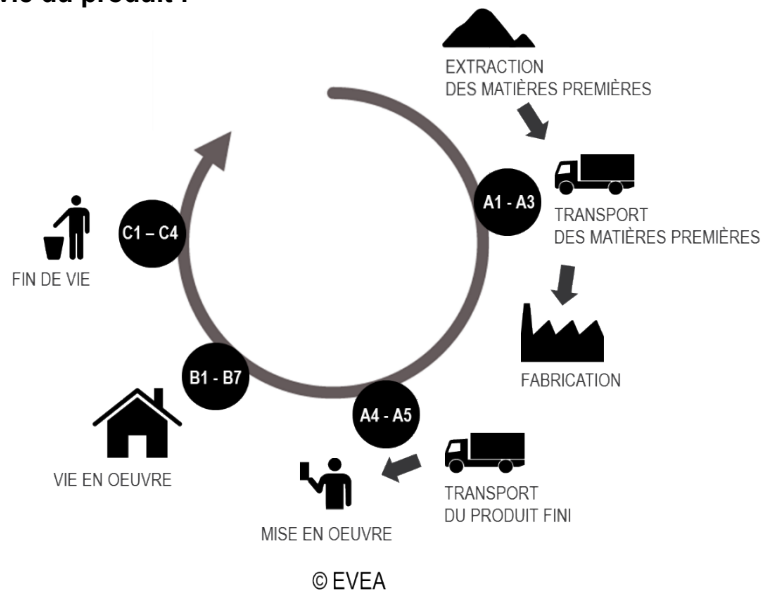 vie du produit :
EXTRACTION
DES MATIÈRES PREMIÈRES
A1 - A3
TRANSPORT
DES MATIÈRES PREMIÈRES
FABRICATION
A4 - A5
TRANSPORT
DU PRODUIT FINI
MISE EN OEUVRE
B1 - B7
VIE EN OEUVRE
C1 – C4
FIN DE VIE
© EVEA